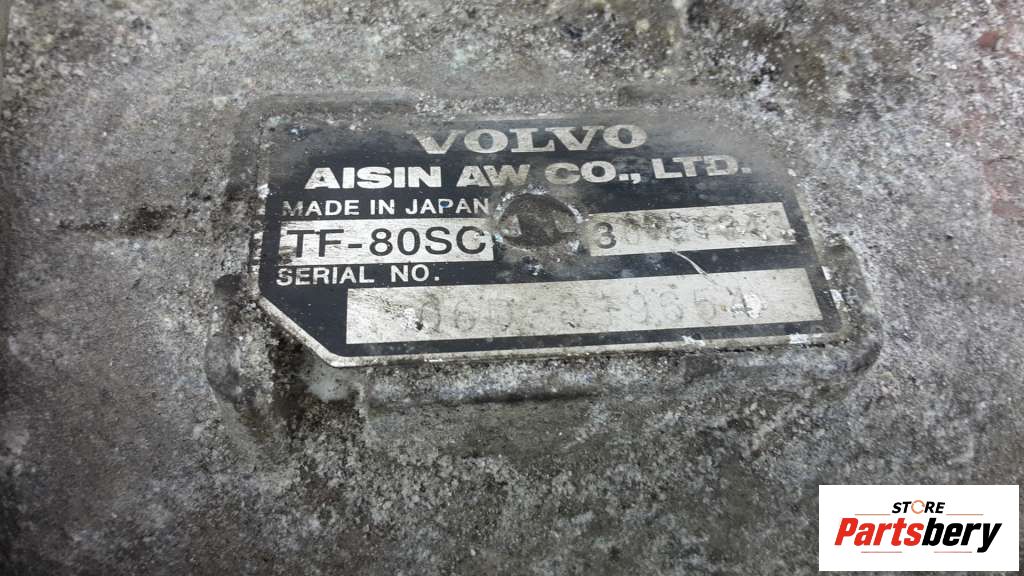 VOLVO
AISIN AW CO., LTD.
MADE IN JAPAN
TF-80SC
SERIAL NO.
STORE
Partsbery